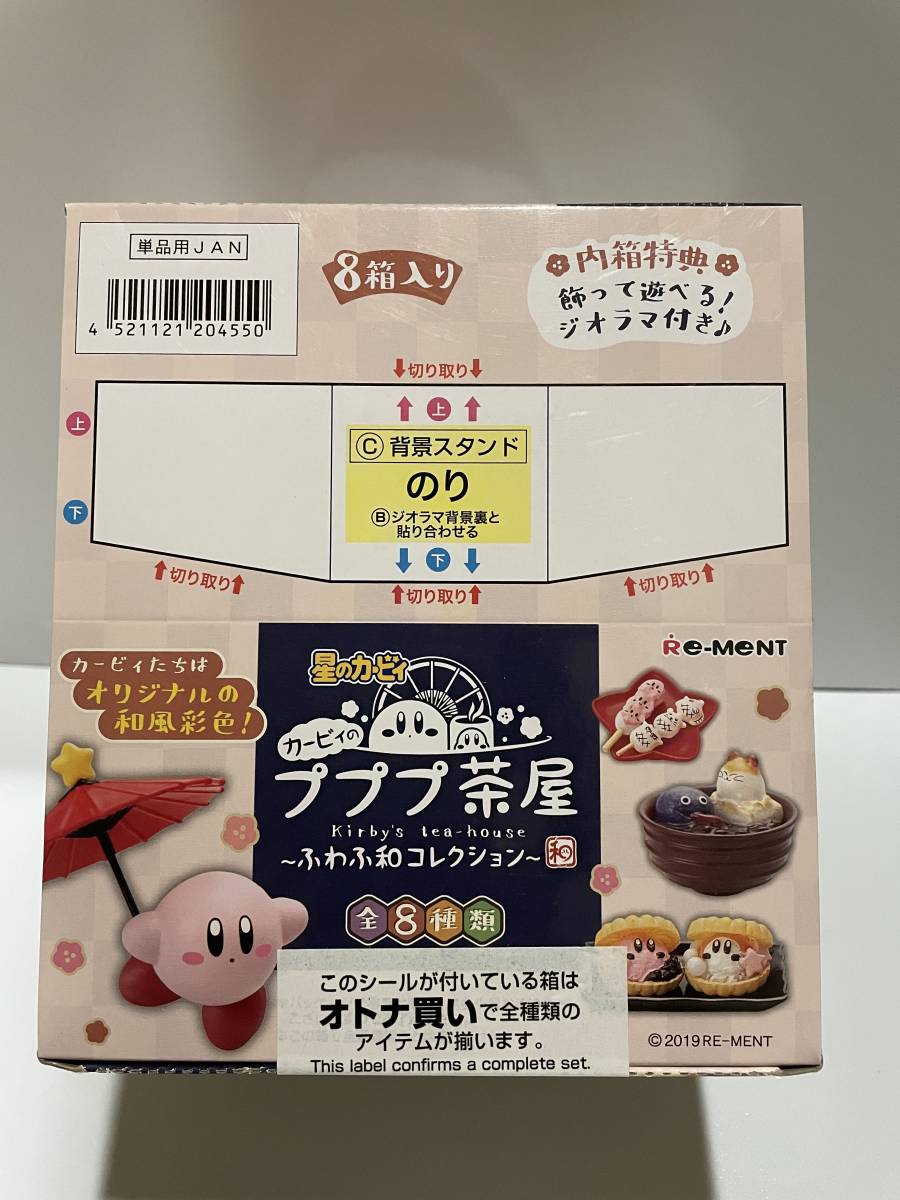 単品用JAN
4 521121 204550
8箱入り
内箱特典
飾って遊べる!
ジオラマ付き♪
↓切り取り↓
↑上↑
上
Ⓒ背景スタンド
のり
Ⓑジオラマ背景裏と
貼り合わせる
下
↓下↓
↑切り取り↑
↑切り取り↑
↑切り取り↑
カービィたちは
オリジナルの
和風彩色!
星のカービィ
Re-MeNT
カービィの
プププ茶屋
Kirby's tea-house
~ふわふ和コレクション~
和
全8種類
このシールが付いている箱は
オトナ買いで全種類の
アイテムが揃います。
This label confirms a complete set.
©2019 RE-MENT